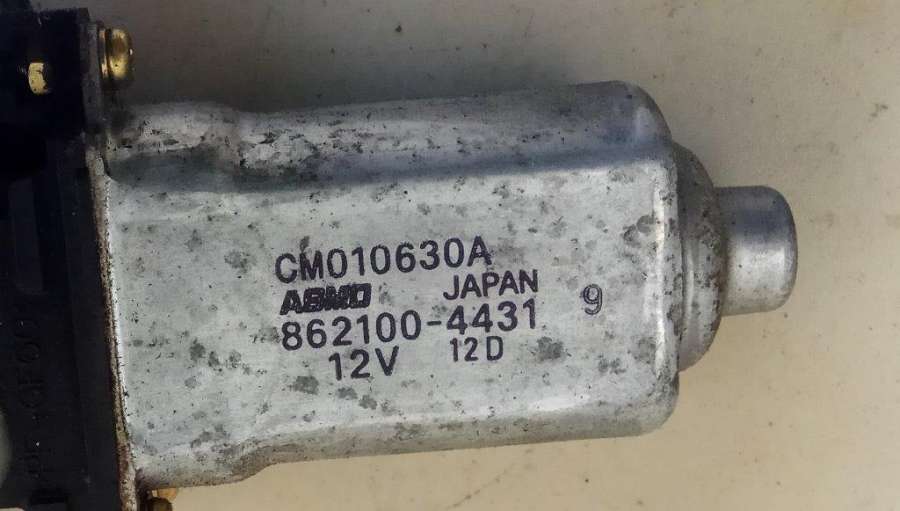 CM010630A
ASMO JAPAN 9
862100-4431
12V 12D